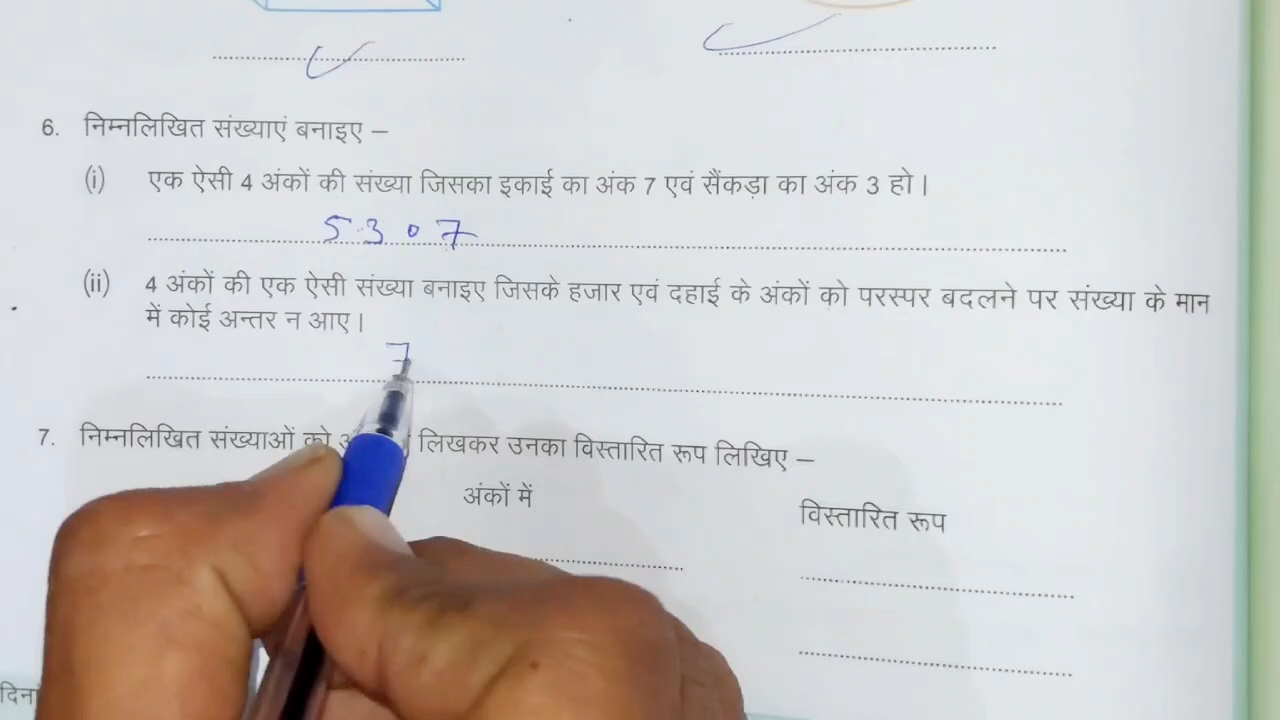 6. निम्नलिखित संख्याएं बनाइए –
(i) एक ऐसी 4 अंकों की संख्या जिसका इकाई का अंक 7 एवं सैंकड़ा का अंक 3 हो।
5307
(ii) 4 अंकों की एक ऐसी संख्या बनाइए जिसके हजार एवं दहाई के अंकों को परस्पर बदलने पर संख्या के मान
में कोई अन्तर न आए।
7
7. निम्नलिखित संख्याओं को लिखकर उनका विस्तारित रूप लिखिए –
अंकों में
विस्तारित रूप